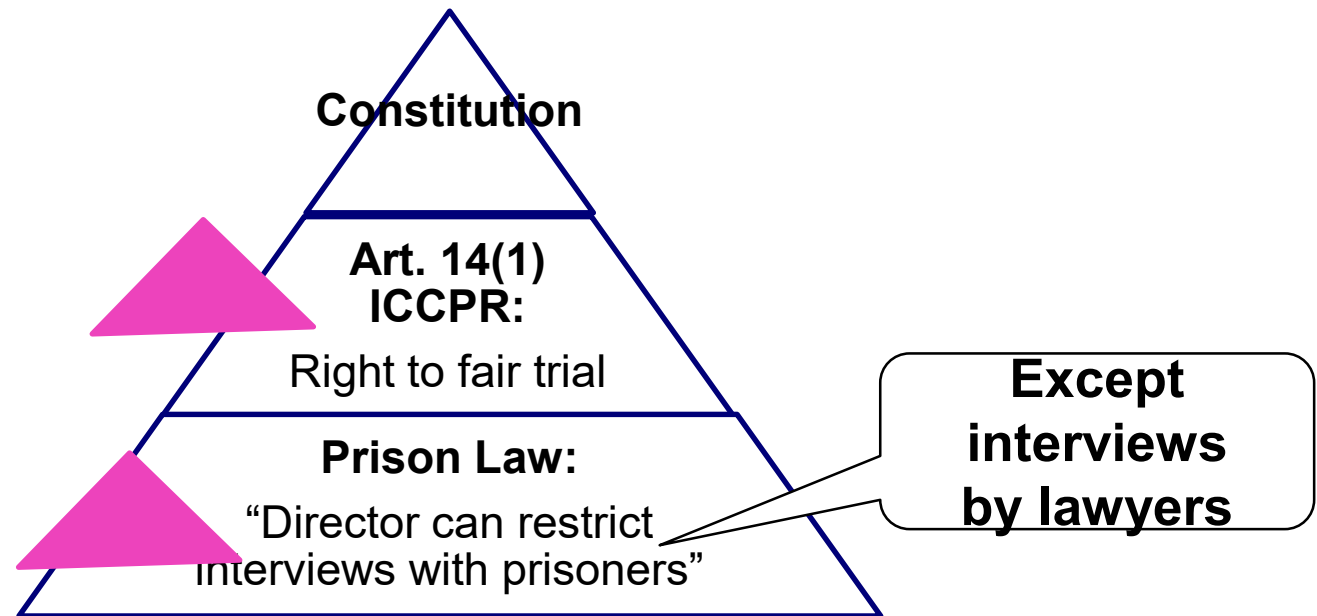 Constitution
Art. 14(1)
ICCPR:
Right to fair trial
Prison Law:
“Director can restrict
interviews with prisoners”
Except
interviews
by lawyers